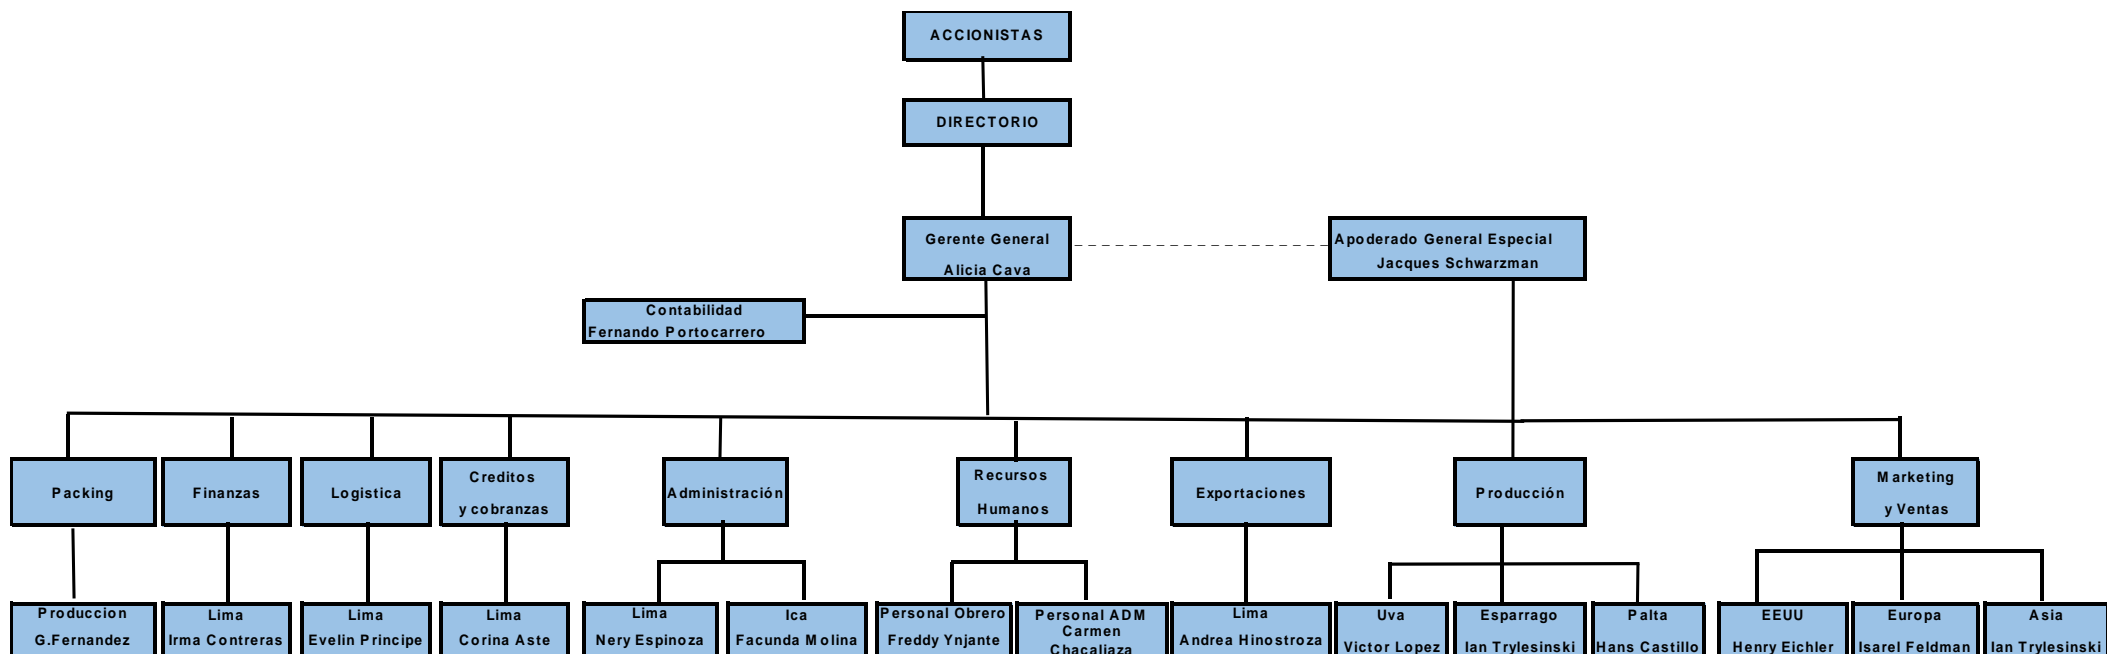 ACCIONISTAS
DIRECTORIO
Gerente General
Alicia Cava
Apoderado General Especial
Jacques Schwarzman
Contabilidad
Fernando Portocarrero
Packing
Finanzas
Logistica
Creditos
y cobranzas
Administración
Recursos
Humanos
Exportaciones
Producción
Marketing
y Ventas
Produccion
G.Fernandez
Lima
Irma Contreras
Lima
Evelin Principe
Lima
Corina Aste
Lima
Nery Espinoza
Ica
Facunda Molina
Personal Obrero
Freddy Ynjante
Personal ADM
Carmen
Chacaliaza
Lima
Andrea Hinostroza
Uva
Victor Lopez
Esparrago
Ian Trylesinski
Palta
Hans Castillo
EEUU
Henry Eichler
Europa
Isarel Feldman
Asia
Ian Trylesinski